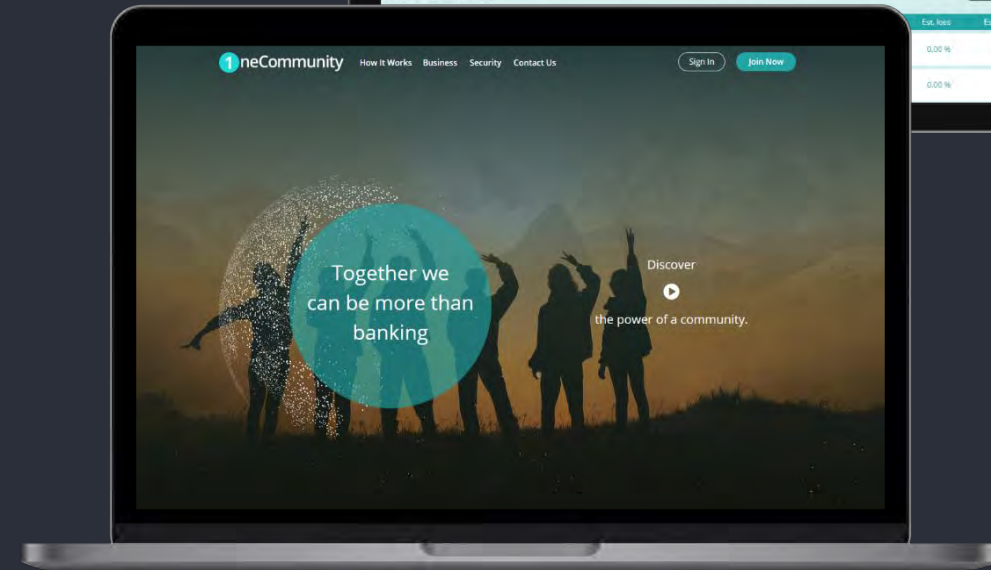 Est. loss
0.00 %
0.00 %
1neCommunity How It Works Business Security Contact Us Sign In Join Now
Together we
can be more than
banking
Discover
the power of a community.